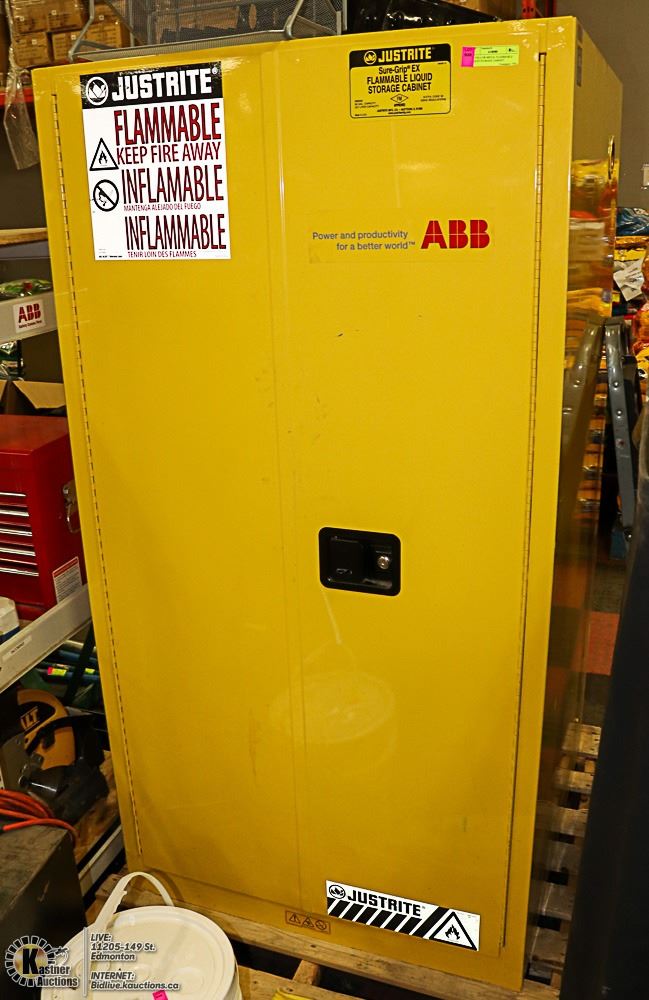 JUSTRITE
FLAMMABLE
KEEP FIRE AWAY
INFLAMABLE
MANTENGA ALEJADO DEL FUEGO
INFLAMMABLE
TENIR LOIN DES FLAMMES
JUSTRITE
Sure-Grip® EX
FLAMMABLE LIQUID
STORAGE CABINET
Power and productivity
for a better world™
ABB
ABB
JUSTRITE
Kastner
Auctions
LIVE:
11205-149 St.
Edmonton
INTERNET:
Bidlive.kauctions.ca